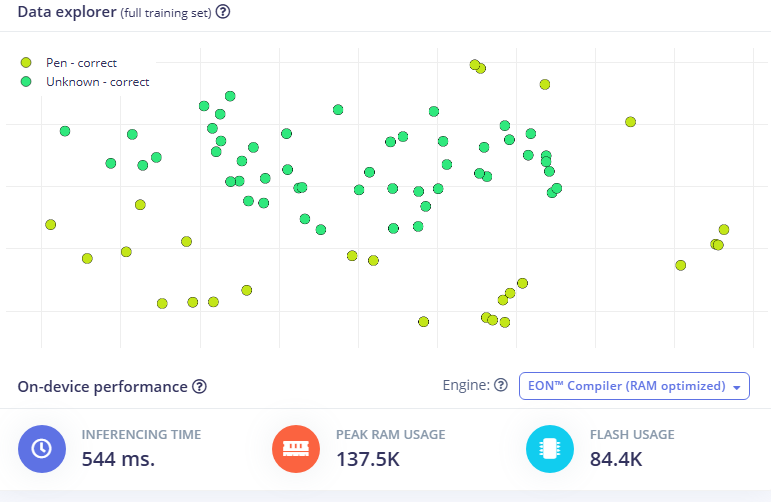 Data explorer (full training set) ?
Pen - correct
Unknown - correct
On-device performance ?
Engine: ? EON™ Compiler (RAM optimized)
INFERENCING TIME
544 ms.
PEAK RAM USAGE
137.5K
FLASH USAGE
84.4K